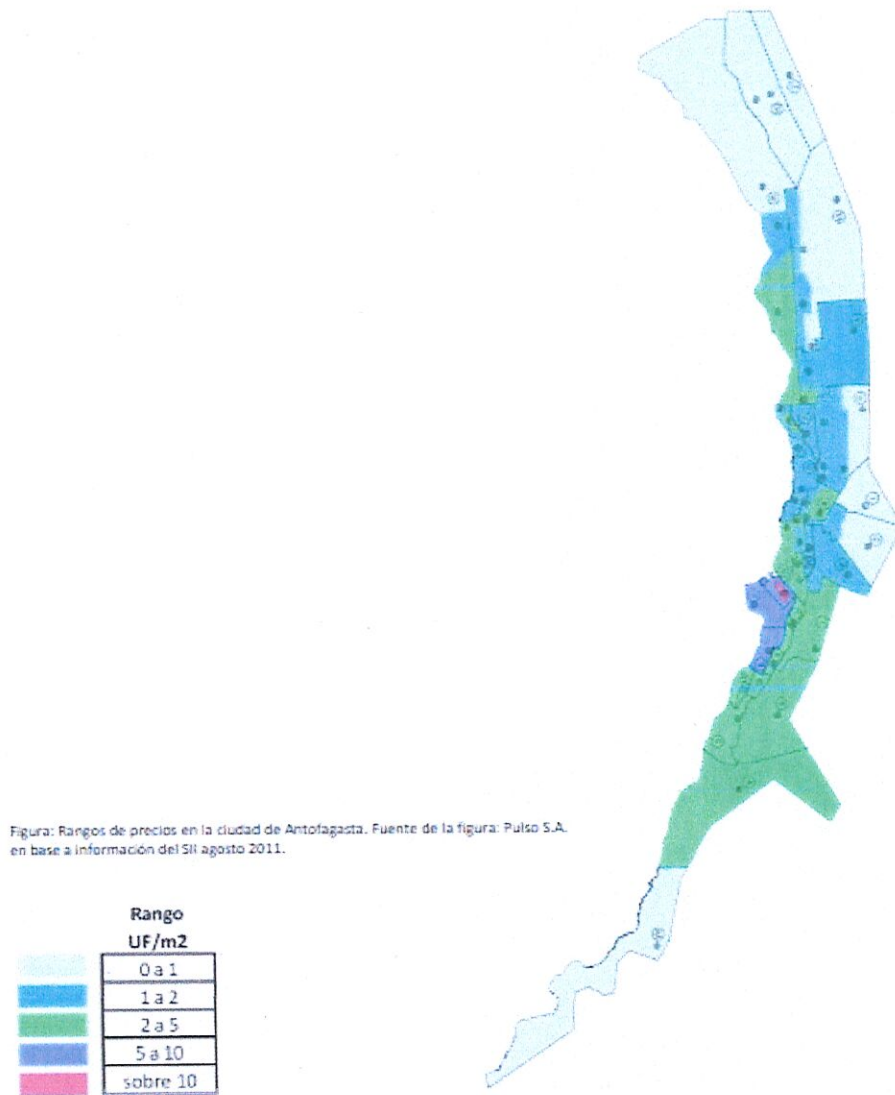 Figura: Rangos de precios en la ciudad de Antofagasta. Fuente de la figura: Pulso S.A.
en base a información del SII agosto 2011.
Rango
UF/m2
0 a 1
1 a 2
2 a 5
5 a 10
sobre 10